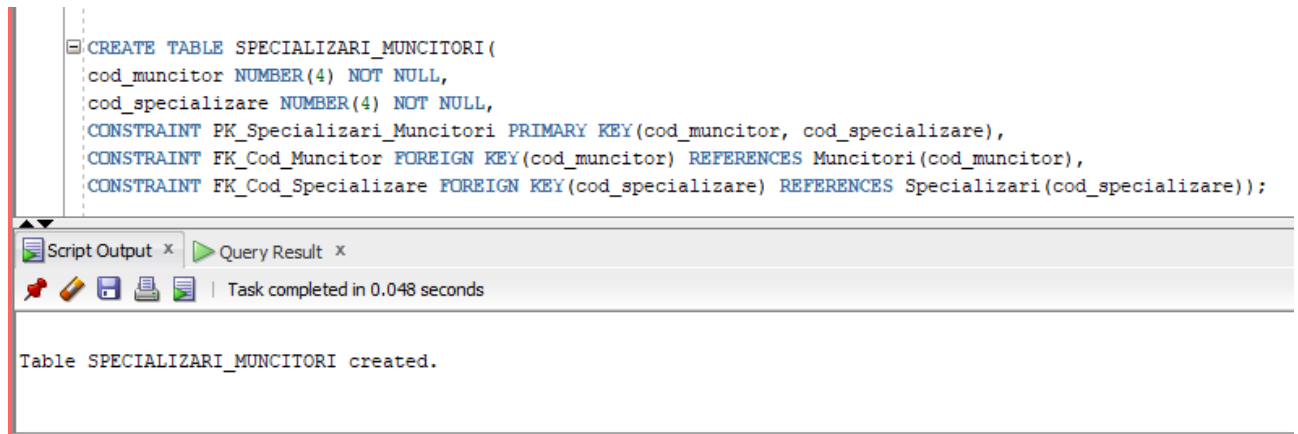 CREATE TABLE SPECIALIZARI_MUNCITORI(
cod_muncitor NUMBER(4) NOT NULL,
cod_specializare NUMBER(4) NOT NULL,
CONSTRAINT PK_Specializari_Muncitori PRIMARY KEY(cod_muncitor, cod_specializare),
CONSTRAINT FK_Cod_Muncitor FOREIGN KEY(cod_muncitor) REFERENCES Muncitori(cod_muncitor),
CONSTRAINT FK_Cod_Specializare FOREIGN KEY(cod_specializare) REFERENCES Specializari(cod_specializare));
Script Output x Query Result x
Task completed in 0.048 seconds
Table SPECIALIZARI_MUNCITORI created.